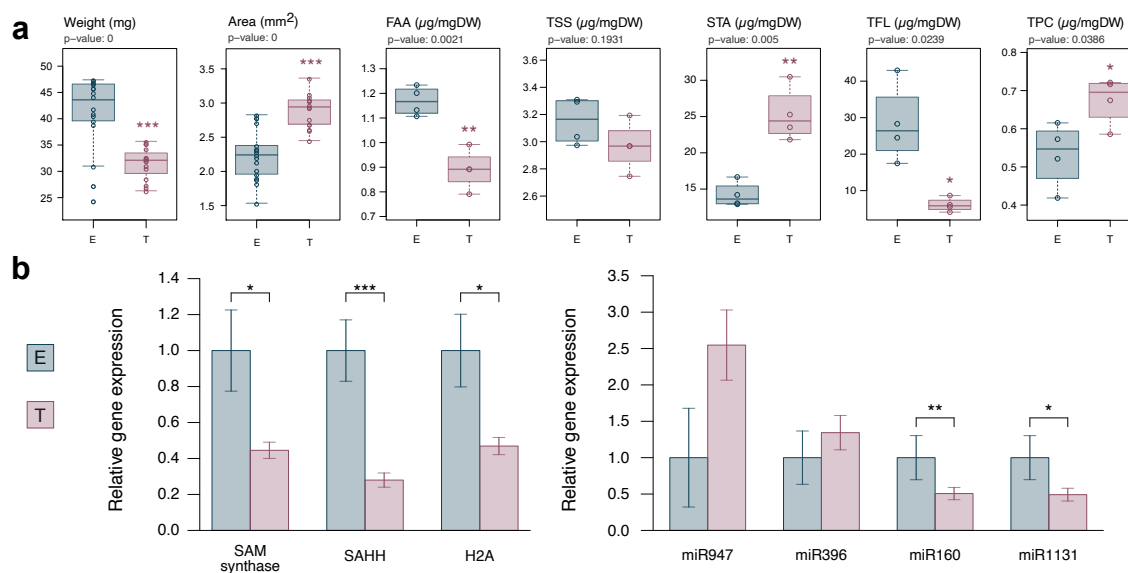 a
Weight (mg)
p−value: 0
50
45
40
35
30
25
***
E
T
Area (mm2)
p−value: 0
3.5
3.0
2.5
2.0
1.5
***
E
T
FAA (µg/mgDW)
p−value: 0.0021
1.3
1.2
1.1
1.0
0.9
0.8
0.7
**
E
T
TSS (µg/mgDW)
p−value: 0.1931
3.6
3.4
3.2
3.0
2.8
2.6
E
T
STA (µg/mgDW)
p−value: 0.005
30
25
20
15
**
E
T
TFL (µg/mgDW)
p−value: 0.0239
40
30
20
10
*
E
T
TPC (µg/mgDW)
p−value: 0.0386
0.8
0.7
0.6
0.5
0.4
*
E
T
b
E
T
Relative gene expression
1.4
1.2
1.0
0.8
0.6
0.4
0.2
0.0
*
***
*
SAM
synthase
SAHH
H2A
Relative gene expression
3.5
3.0
2.5
2.0
1.5
1.0
0.5
0.0
**
*
miR947
miR396
miR160
miR1131